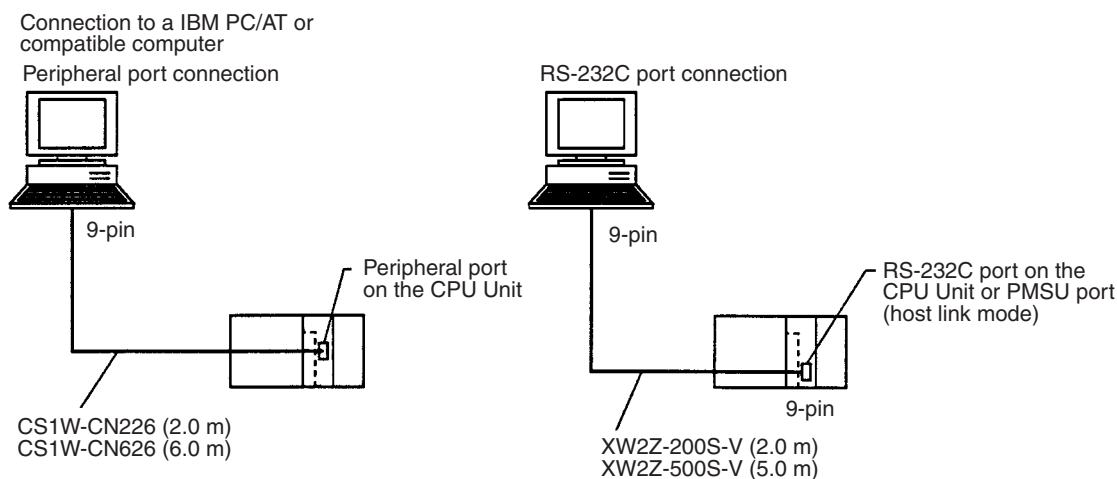 Connection to a IBM PC/AT or
compatible computer
Peripheral port connection
9-pin
Peripheral port
on the CPU Unit
CS1W-CN226 (2.0 m)
CS1W-CN626 (6.0 m)
RS-232C port connection
9-pin
RS-232C port on the
CPU Unit or PMSU port
(host link mode)
9-pin
XW2Z-200S-V (2.0 m)
XW2Z-500S-V (5.0 m)